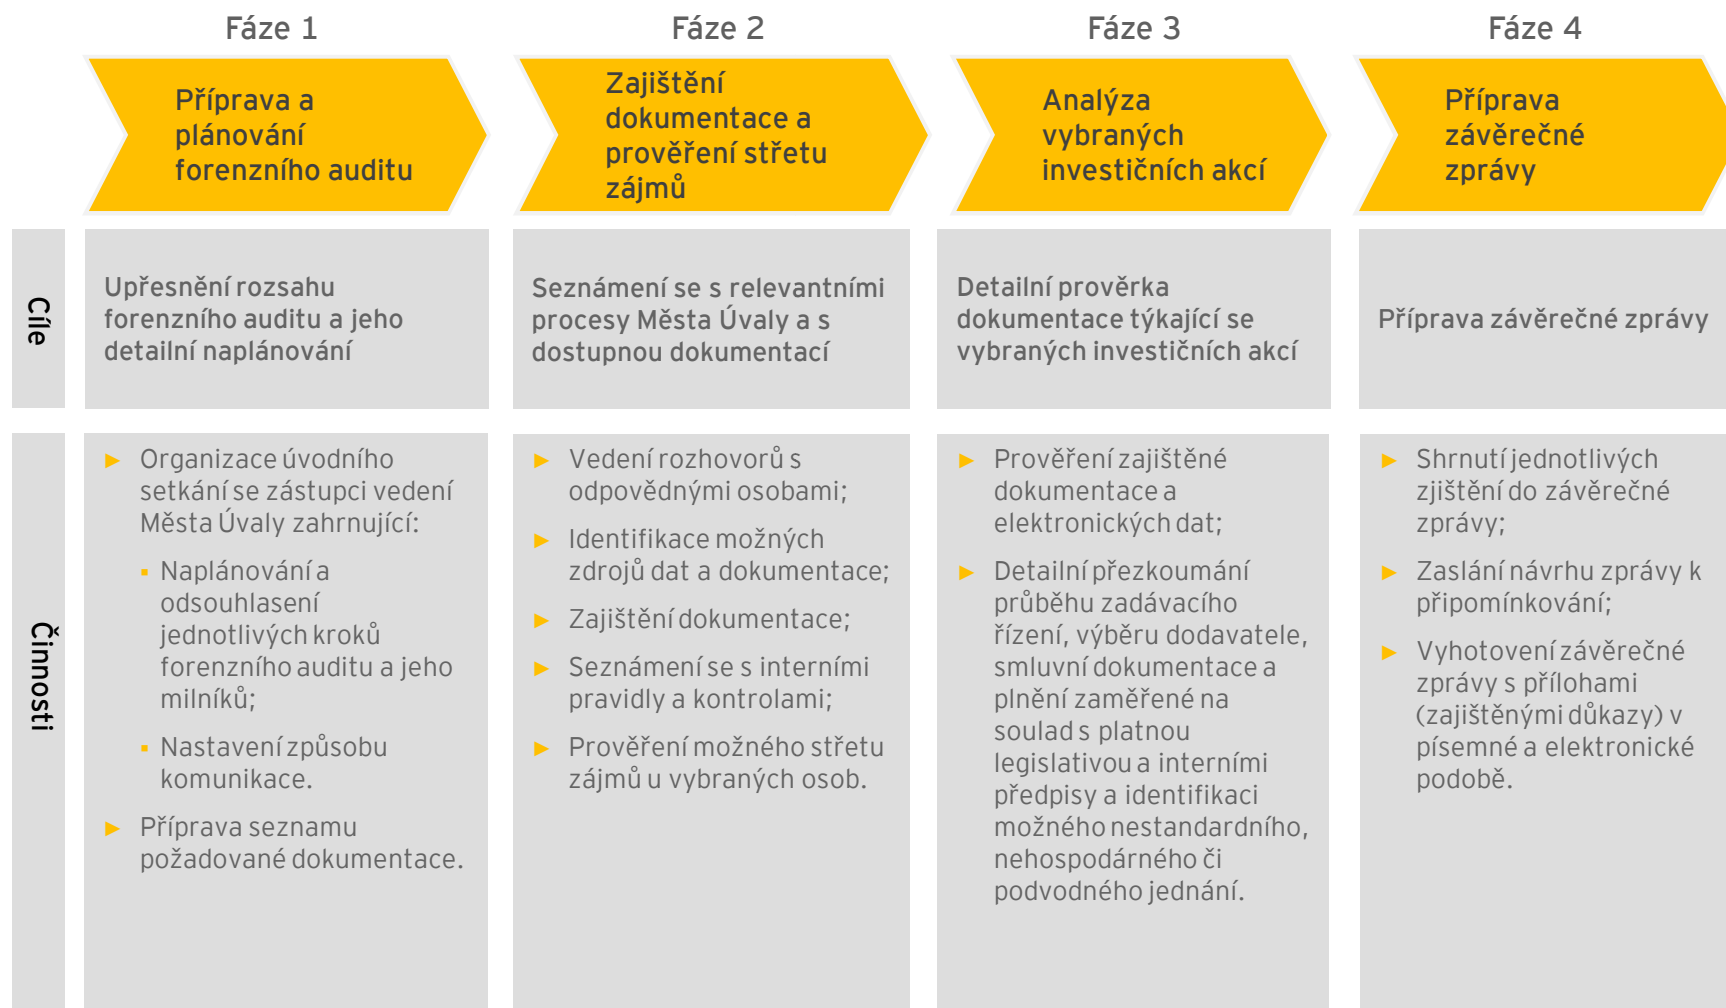 Fáze 1
Příprava a
plánování
forenzního auditu
Fáze 2
Zajištění
dokumentace a
prověření střetu
zájmů
Fáze 3
Analýza
vybraných
investičních akcí
Fáze 4
Příprava
závěrečné
zprávy
Cíle
Upřesnění rozsahu
forenzního auditu a jeho
detailní naplánování
Seznámení se s relevantními
procesy Města Úvaly a s
dostupnou dokumentací
Detailní prověrka
dokumentace týkající se
vybraných investičních akcí
Příprava závěrečné zprávy
Činnosti
► Organizace úvodního
setkání se zástupci vedení
Města Úvaly zahrnující:
▪ Naplánování a
odsouhlasení
jednotlivých kroků
forenzního auditu a jeho
milníků;
▪ Nastavení způsobu
komunikace.
► Příprava seznamu
požadované dokumentace.
► Vedení rozhovorů s
odpovědnými osobami;
► Identifikace možných
zdrojů dat a dokumentace;
► Zajištění dokumentace;
► Seznámení se s interními
pravidly a kontrolami;
► Prověření možného střetu
zájmů u vybraných osob.
► Prověření zajištěné
dokumentace a
elektronických dat;
► Detailní přezkoumání
průběhu zadávacího
řízení, výběru dodavatele,
smluvní dokumentace a
plnění zaměřené na
soulad s platnou
legislativou a interními
předpisy a identifikaci
možného nestandardního,
nehospodárného či
podvodného jednání.
► Shrnutí jednotlivých
zjištění do závěrečné
zprávy;
► Zaslání návrhu zprávy k
připomínkování;
► Vyhotovení závěrečné
zprávy s přílohami
(zajištěnými důkazy) v
písemné a elektronické
podobě.